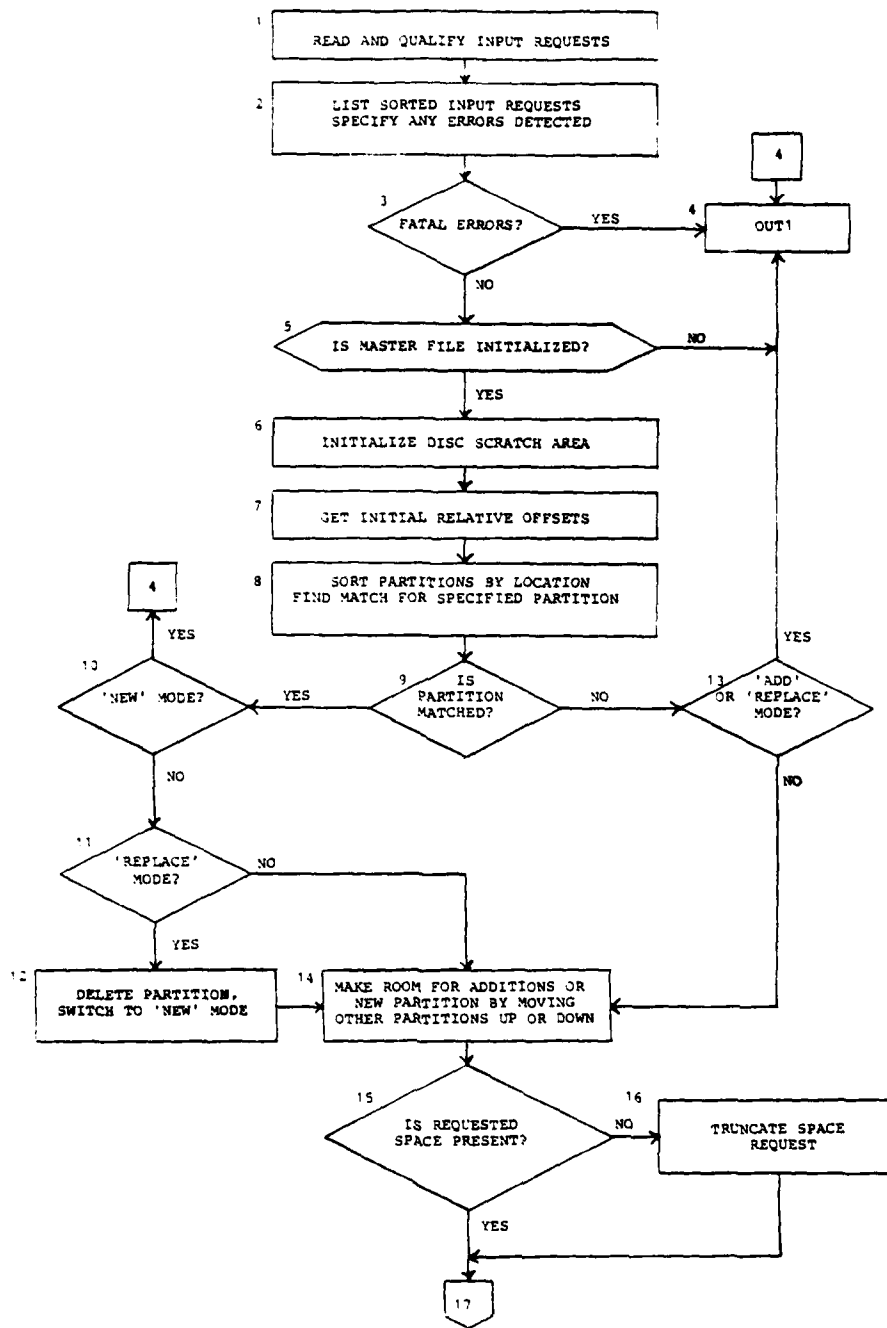 1
READ AND QUALIFY INPUT REQUESTS
2
LIST SORTED INPUT REQUESTS
SPECIFY ANY ERRORS DETECTED
4
3
FATAL ERRORS?
YES
4
OUT1
NO
5
IS MASTER FILE INITIALIZED?
NO
YES
6
INITIALIZE DISC SCRATCH AREA
7
GET INITIAL RELATIVE OFFSETS
8
SORT PARTITIONS BY LOCATION
FIND MATCH FOR SPECIFIED PARTITION
4
YES
10
'NEW' MODE?
YES
9
IS
PARTITION
MATCHED?
NO
YES
13
'ADD'
OR 'REPLACE'
MODE?
NO
NO
11
'REPLACE'
MODE?
NO
YES
12
DELETE PARTITION,
SWITCH TO 'NEW' MODE
14
MAKE ROOM FOR ADDITIONS OR
NEW PARTITION BY MOVING
OTHER PARTITIONS UP OR DOWN
15
IS REQUESTED
SPACE PRESENT?
NO
16
TRUNCATE SPACE
REQUEST
YES
17